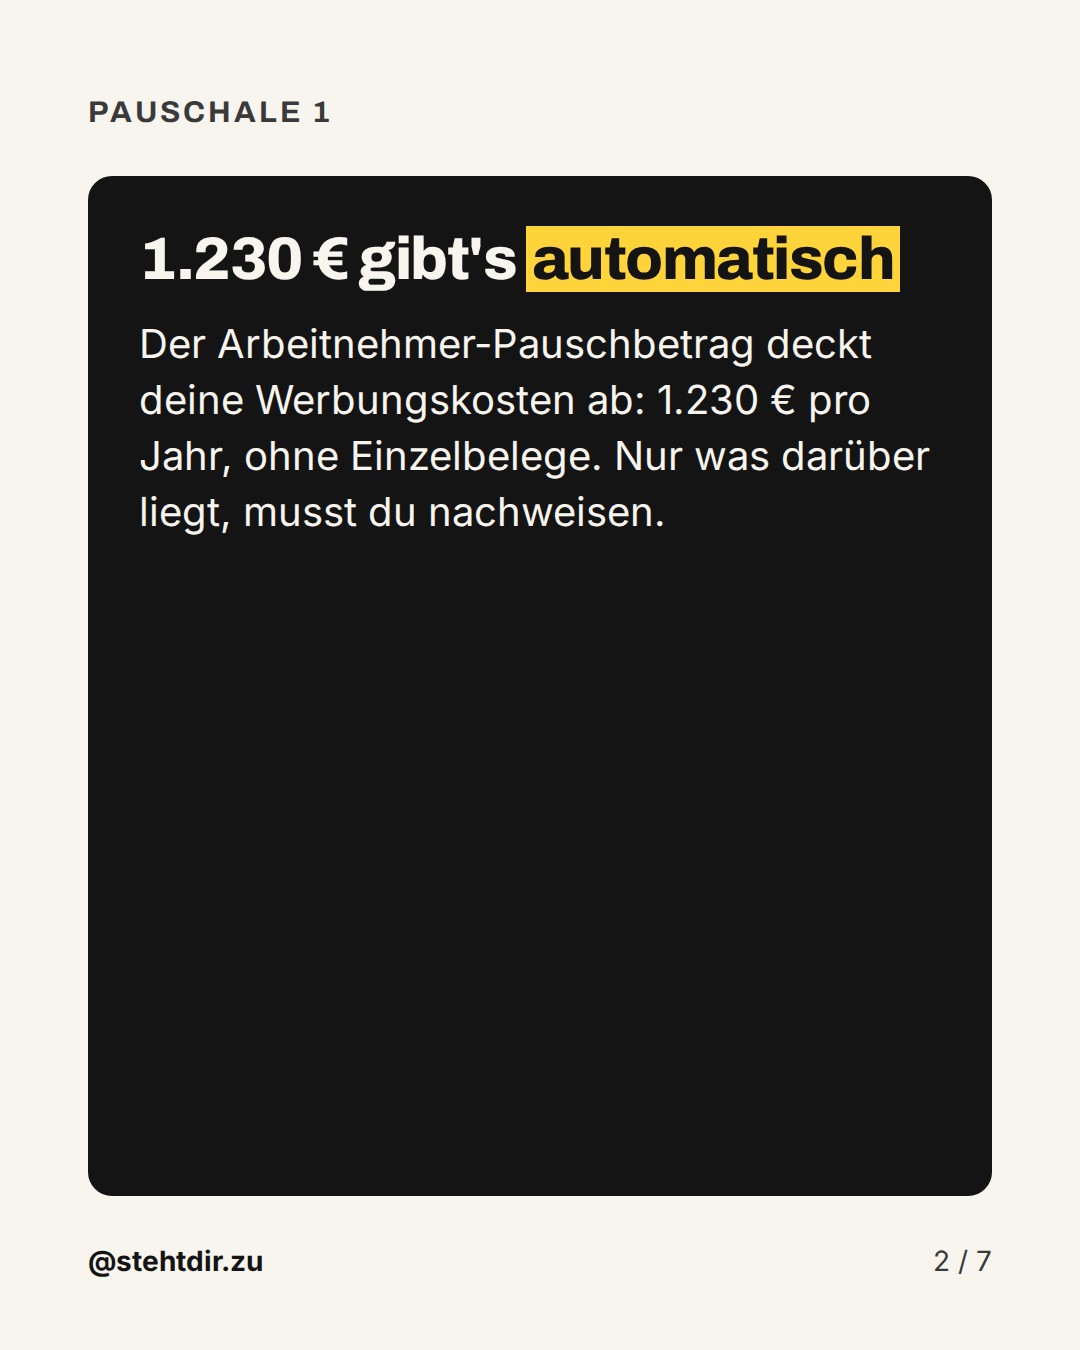 PAUSCHALE 1
1.230 € gibt's automatisch
Der Arbeitnehmer-Pauschbetrag deckt
deine Werbungskosten ab: 1.230 € pro
Jahr, ohne Einzelbelege. Nur was darüber
liegt, musst du nachweisen.
@stehtdir.zu
2 / 7